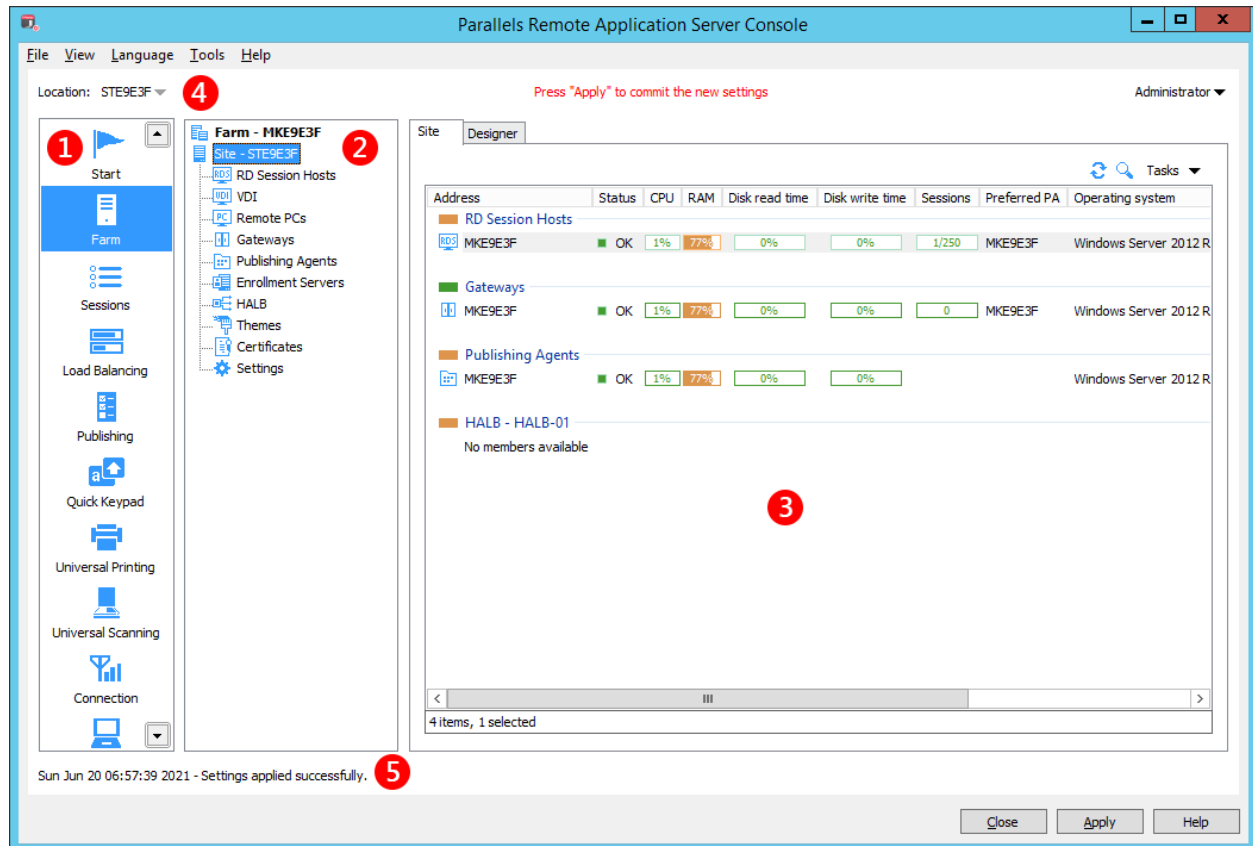 Parallels Remote Application Server Console
File View Language Tools Help
Location: STE9E3F
4
Press "Apply" to commit the new settings
Administrator
1
Start
Farm
Sessions
Load Balancing
Publishing
a
Quick Keypad
Universal Printing
Universal Scanning
Connection
Farm - MKE9E3F
2
Site - STE9E3F
RDS RD Session Hosts
VDI VDI
PC Remote PCs
Gateways
Publishing Agents
Enrollment Servers
HALB
Themes
Certificates
Settings
Site Designer
Tasks
Address Status CPU RAM Disk read time Disk write time Sessions Preferred PA Operating system
RD Session Hosts
RDS MKE9E3F OK 1% 77% 0% 0% 1/250 MKE9E3F Windows Server 2012 R
Gateways
MKE9E3F OK 1% 77% 0% 0% 0 MKE9E3F Windows Server 2012 R
Publishing Agents
MKE9E3F OK 1% 77% 0% 0% Windows Server 2012 R
HALB - HALB-01
No members available
3
4 items, 1 selected
Sun Jun 20 06:57:39 2021 - Settings applied successfully.
5
Close Apply Help